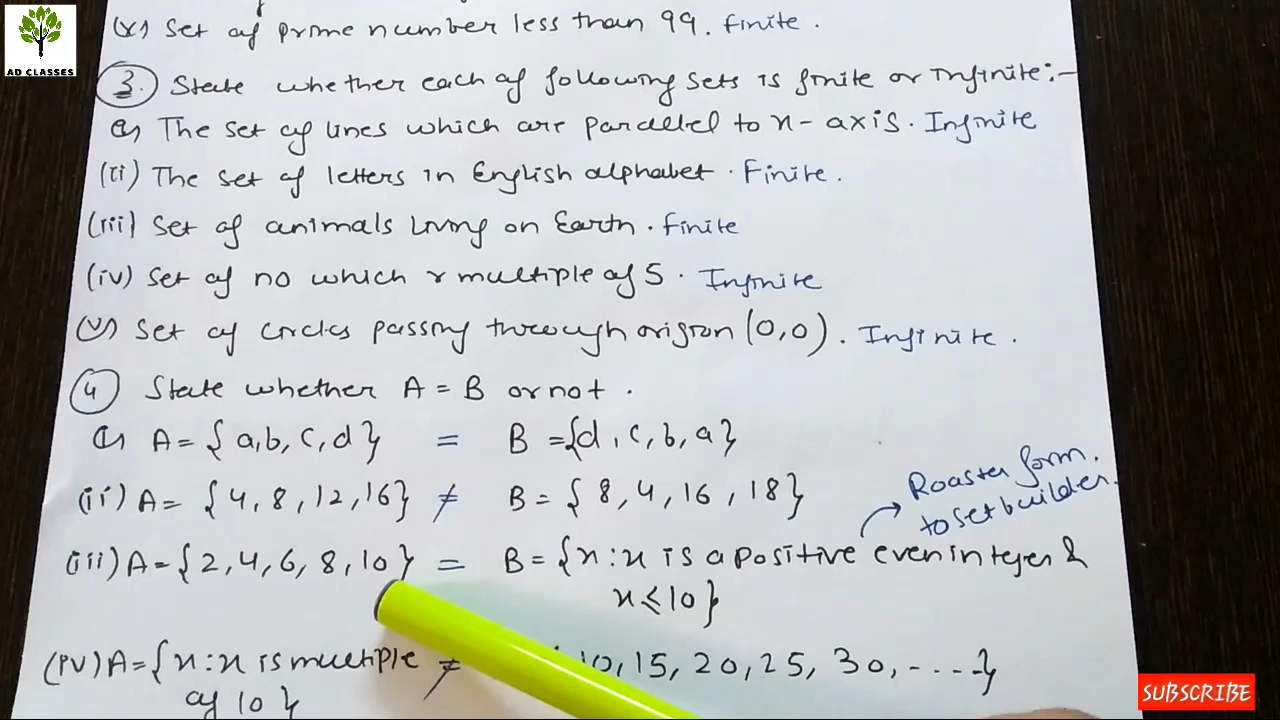 AD CLASSES
(v) Set of prime number less than 99. finite.
3. State whether each of following sets is finite or Infinite:-
(i) The set of lines which are parallel to x-axis. Infinite
(ii) The set of letters in English alphabet. Finite.
(iii) Set of animals living on Earth. finite
(iv) Set of no which r multiple of 5. Infinite
(v) Set of circles passing through origion (0,0). Infinite.
4 State whether A = B or not.
(i) A = {a,b,c,d} = B = {d,c,b,a}
(ii) A = {4,8,12,16} ≠ B = {8,4,16,18}
Roaster form.
to set builder.
(iii) A = {2,4,6,8,10} = B = {x:x is a positive even integer &
x ≤ 10}
(iv) A = {x:x is multiple ≠ 10,15,20,25,30,----}
of 10}
SUBSCRIBE